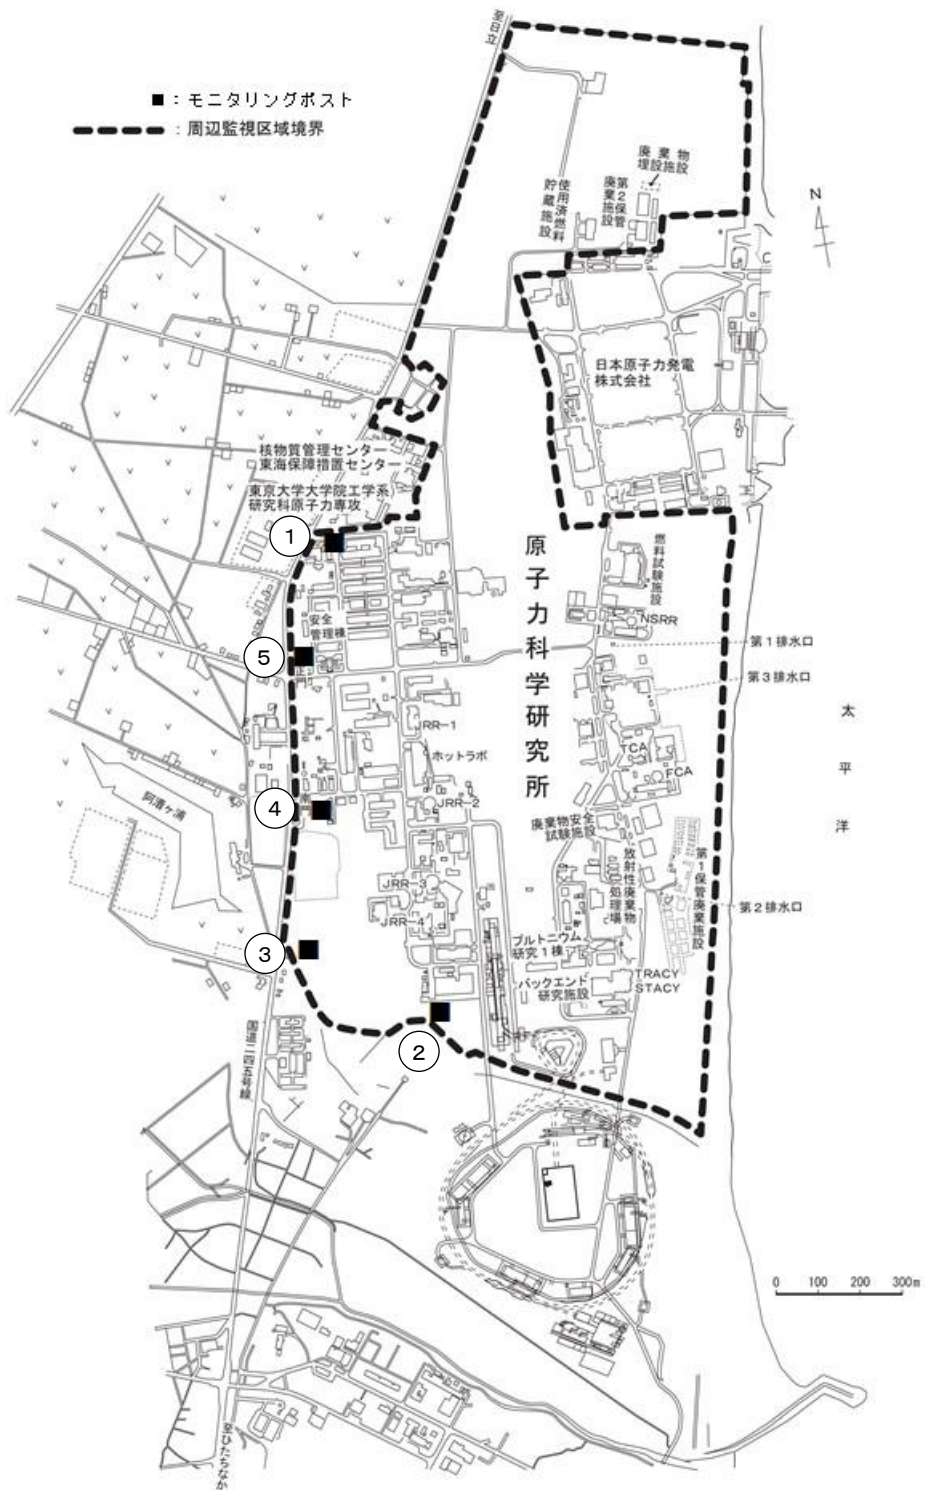 至日立
■ : モニタリングポスト
: 周辺監視区域境界
廃棄物
埋設施設
第2保管
廃棄施設
使用済燃料
貯蔵施設
N
日本原子力発電
株式会社
核物質管理センター
東海保障措置センター
東京大学大学院工学系
研究科原子力専攻
1
原子力科学研究所
燃料試験施設
NSRR
安全
管理棟
第1排水口
5
正門
第3排水口
JRR-1
太平洋
TCA
ホットラボ
FCA
阿漕ケ浦
4
南
JRR-2
廃棄物安全
試験施設
放射性廃棄物
処理場
第1保管廃棄施設
JRR-3
JRR-4
第2排水口
3
プルトニウム
研究1棟
バックエンド
研究施設
TRACY
STACY
2
国道二四五号線
0 100 200 300m
至ひたちなか